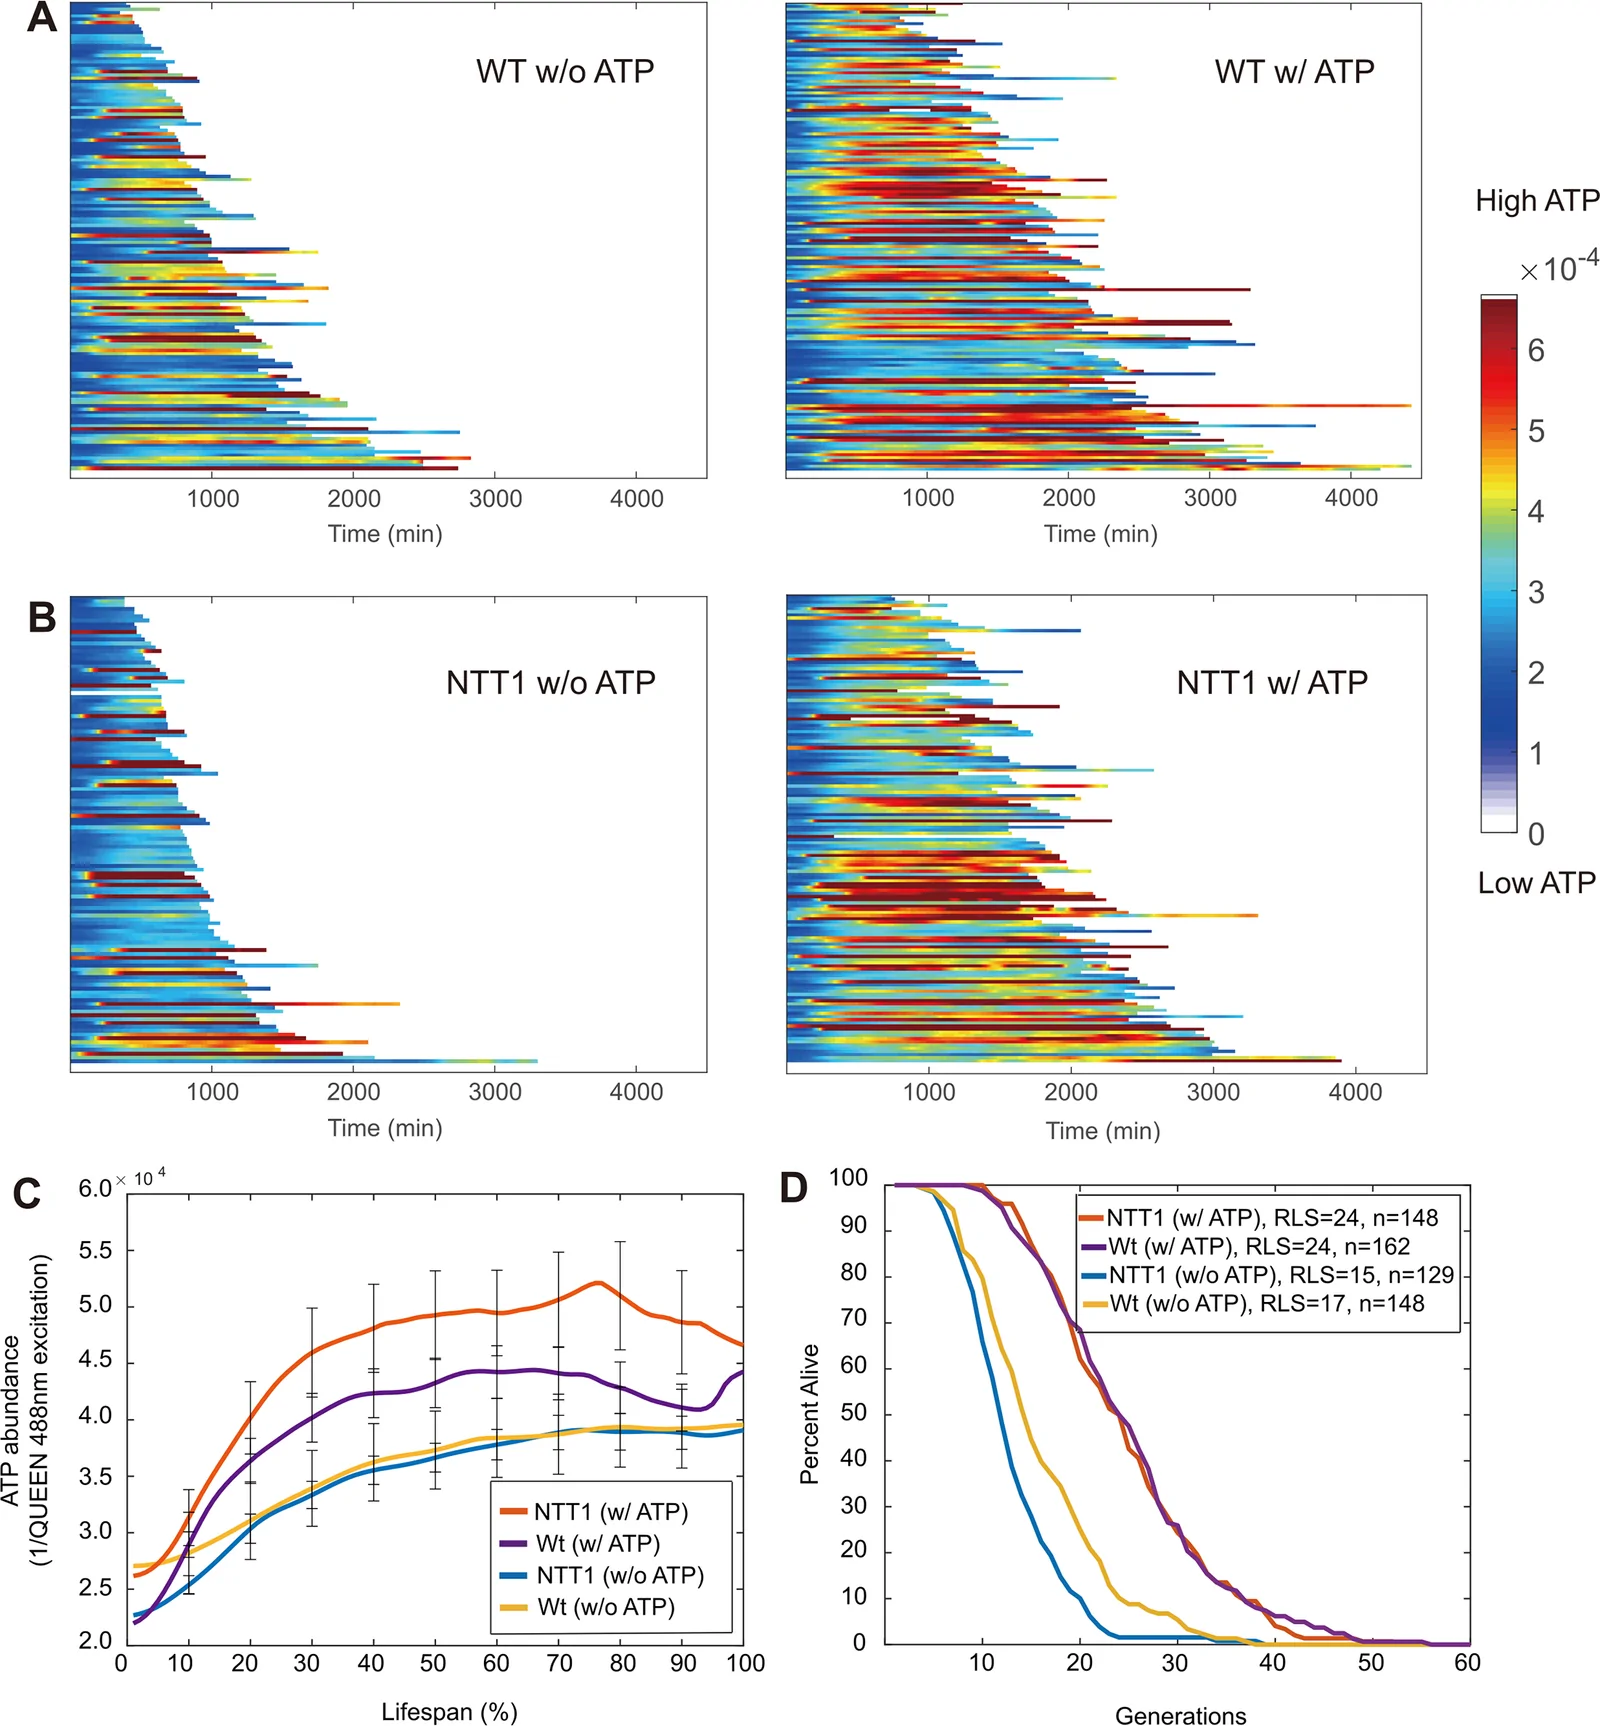 A
WT w/o ATP
1000 2000 3000 4000
Time (min)
WT w/ ATP
1000 2000 3000 4000
Time (min)
High ATP
×10-4
6
5
4
3
2
1
0
Low ATP
B
NTT1 w/o ATP
1000 2000 3000 4000
Time (min)
NTT1 w/ ATP
1000 2000 3000 4000
Time (min)
C
× 10 4
6.0
5.5
5.0
4.5
4.0
3.5
3.0
2.5
2.0
ATP abundance
(1/QUEEN 488nm excitation)
NTT1 (w/ ATP)
Wt (w/ ATP)
NTT1 (w/o ATP)
Wt (w/o ATP)
0 10 20 30 40 50 60 70 80 90 100
Lifespan (%)
D
100
90
80
70
60
50
40
30
20
10
0
Percent Alive
NTT1 (w/ ATP), RLS=24, n=148
Wt (w/ ATP), RLS=24, n=162
NTT1 (w/o ATP), RLS=15, n=129
Wt (w/o ATP), RLS=17, n=148
10 20 30 40 50 60
Generations